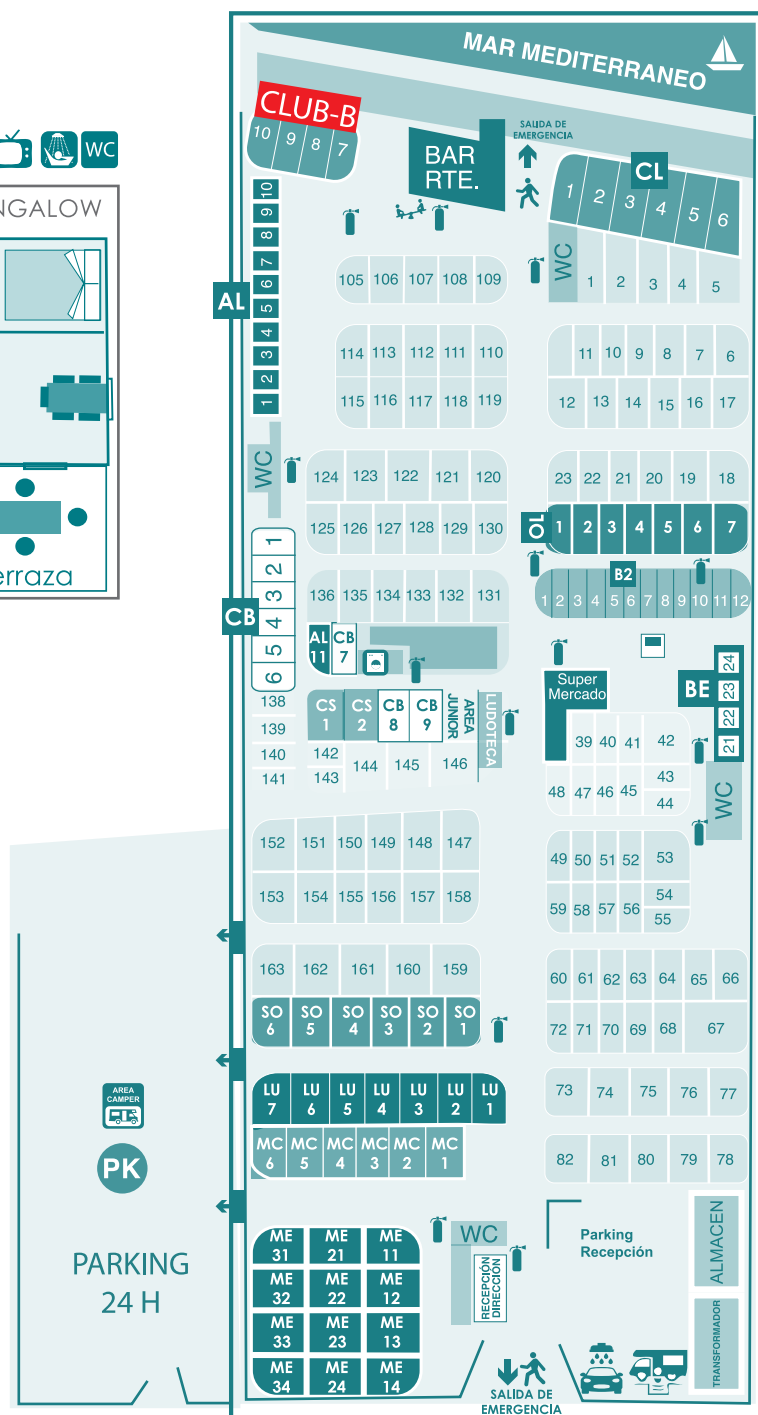 MAR MEDITERRANEO
CLUB-B
10 9 8 7
BAR
RTE.
SALIDA DE
EMERGENCIA
CL
1 2 3 4 5 6
WC
WC
1 2 3 4 5
NGALOW
AL
10
9
8
7
6
5
4
3
2
1
105 106 107 108 109
114 113 112 111 110
115 116 117 118 119
11 10 9 8 7 6
12 13 14 15 16 17
WC
124 123 122 121 120
125 126 127 128 129 130
23 22 21 20 19 18
OL
1 2 3 4 5 6 7
B2
1 2 3 4 5 6 7 8 9 10 11 12
erraza
CB
1
2
3
4
5
6
136 135 134 133 132 131
AL
11
CB
7
138
139
140
141
CS
1
CS
2
CB
8
CB
9
AREA
JUNIOR
LUDOTECA
142
143
144 145 146
Super
Mercado
BE
24
23
22
21
39 40 41 42
48 47 46 45
43
44
WC
152 151 150 149 148 147
153 154 155 156 157 158
49 50 51 52 53
59 58 57 56
54
55
163 162 161 160 159
SO
6
SO
5
SO
4
SO
3
SO
2
SO
1
60 61 62 63 64 65 66
72 71 70 69 68 67
LU
7
LU
6
LU
5
LU
4
LU
3
LU
2
LU
1
MC
6
MC
5
MC
4
MC
3
MC
2
MC
1
73 74 75 76 77
82 81 80 79 78
AREA
CAMPER
PK
PARKING
24 H
ME
31
ME
21
ME
11
ME
32
ME
22
ME
12
ME
33
ME
23
ME
13
ME
34
ME
24
ME
14
WC
RECEPCIÓN
DIRECCIÓN
Parking
Recepción
ALMACEN
TRANSFORMADOR
SALIDA DE
EMERGENCIA